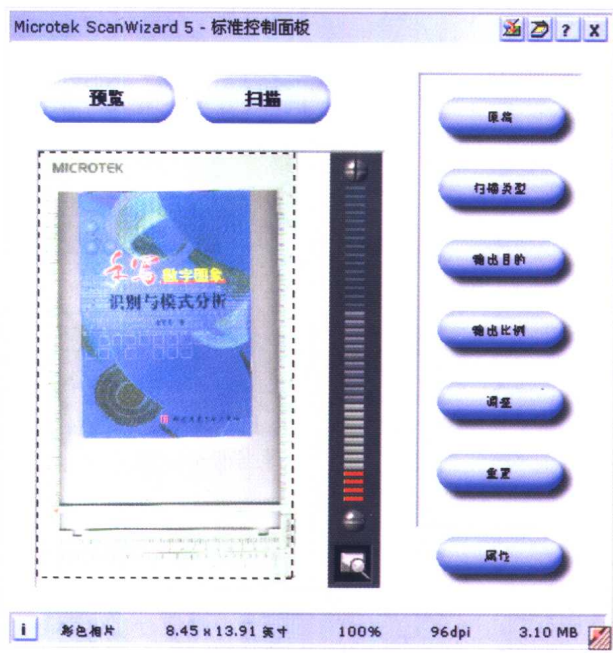 Microtek ScanWizard 5 - 标准控制面板
? X
预览
扫描
原稿
MICROTEK
扫描类型
输出目的
手写数字图象
识别与模式分析
输出比例
调整
重置
属性
i 彩色相片 8.45 x 13.91 英寸 100% 96dpi 3.10 MB